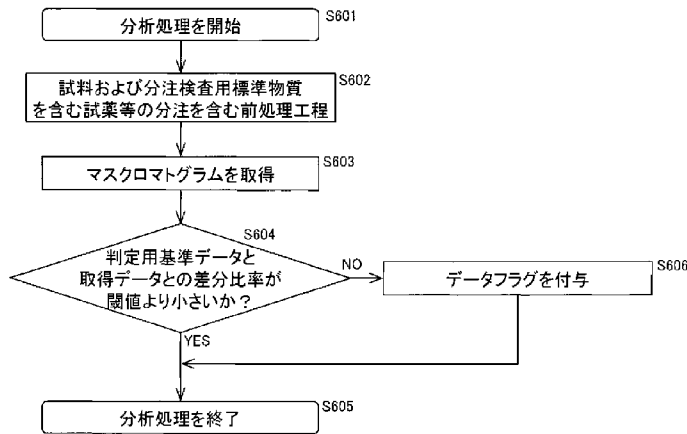 分析処理を開始
S601
試料および分注検査用標準物質
を含む試薬等の分注を含む前処理工程
S602
マスクロマトグラムを取得
S603
S604
判定用基準データと
取得データとの差分比率が
閾値より小さいか？
NO
データフラグを付与
S606
YES
分析処理を終了
S605